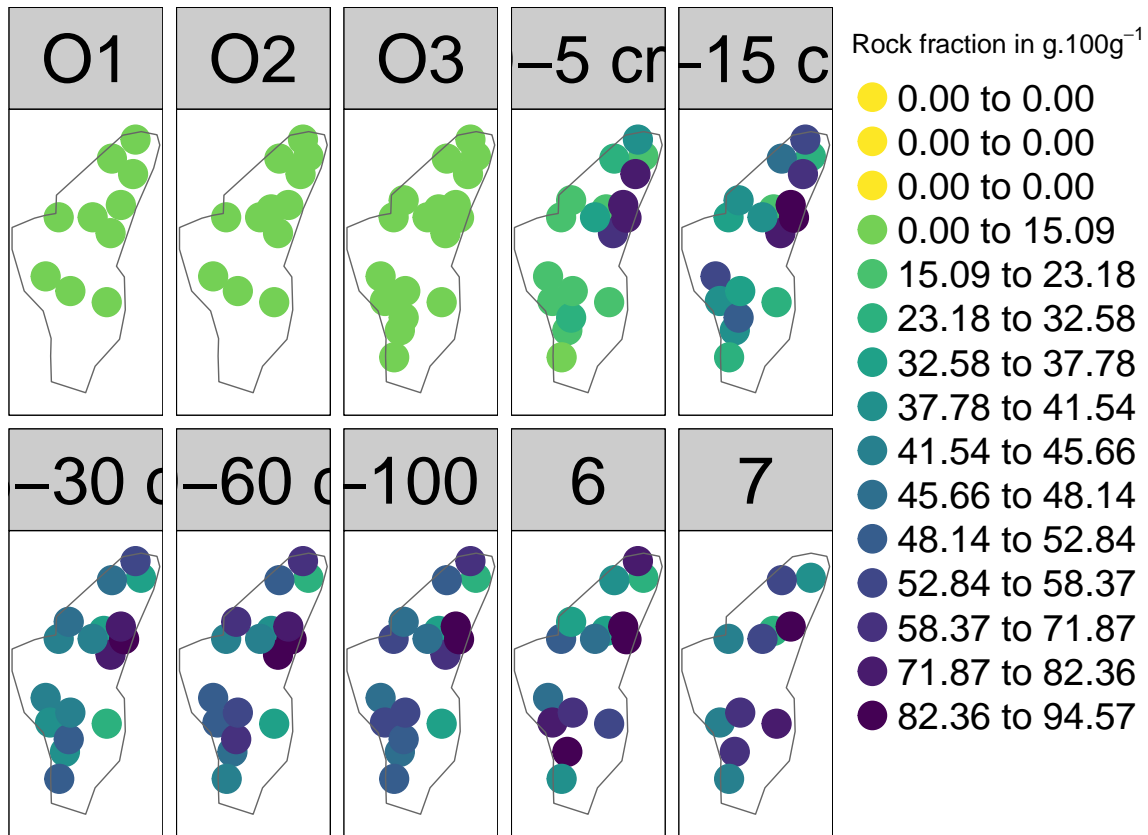 O1
O2
O3
–5 cm
–15 c
Rock fraction in g.100g⁻¹
0.00 to 0.00
0.00 to 0.00
0.00 to 0.00
0.00 to 15.09
15.09 to 23.18
23.18 to 32.58
32.58 to 37.78
37.78 to 41.54
41.54 to 45.66
45.66 to 48.14
48.14 to 52.84
52.84 to 58.37
58.37 to 71.87
71.87 to 82.36
82.36 to 94.57
–30 c
–60 c
–100
6
7